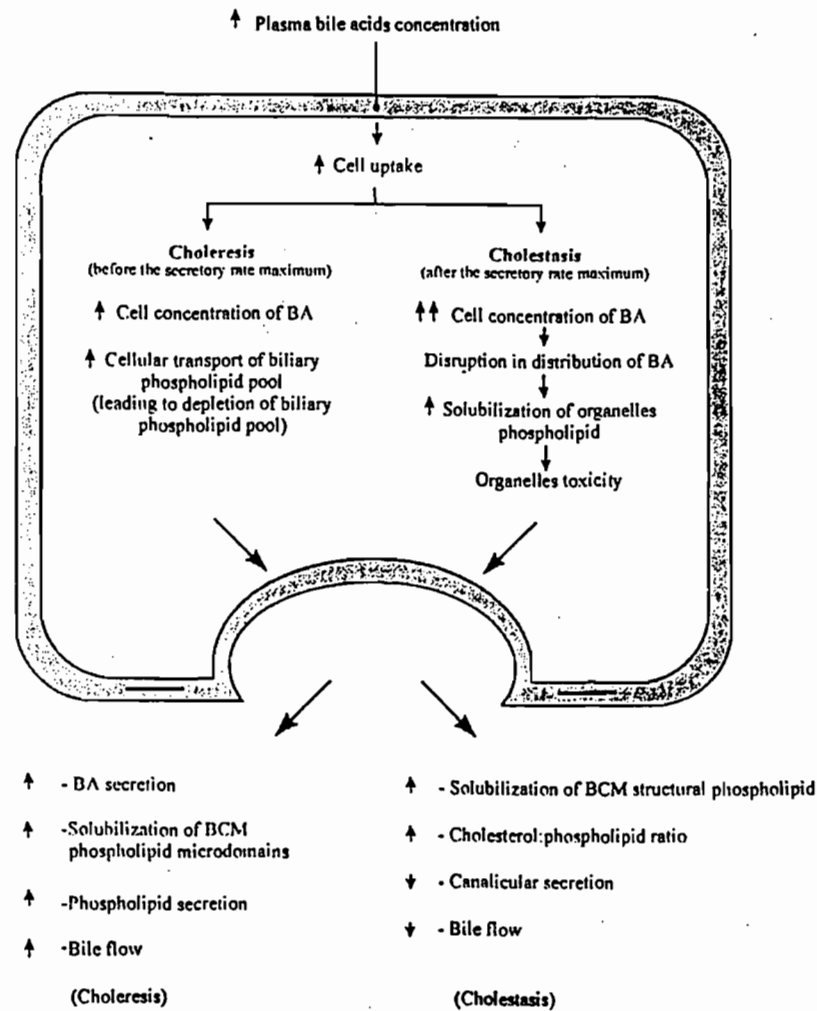 ↑ Plasma bile acids concentration
↑ Cell uptake
Choleresis
(before the secretory rate maximum)
↑ Cell concentration of BA
↑ Cellular transport of biliary
phospholipid pool
(leading to depletion of biliary
phospholipid pool)
Cholestasis
(after the secretory rate maximum)
↑↑ Cell concentration of BA
Disruption in distribution of BA
↑ Solubilization of organelles
phospholipid
Organelles toxicity
↑ - BA secretion
↑ -Solubilization of BCM
phospholipid microdomains
↑ -Phospholipid secretion
↑ -Bile flow
(Choleresis)
↑ - Solubilization of BCM structural phospholipid
↑ - Cholesterol:phospholipid ratio
↓ - Canalicular secretion
↓ - Bile flow
(Cholestasis)